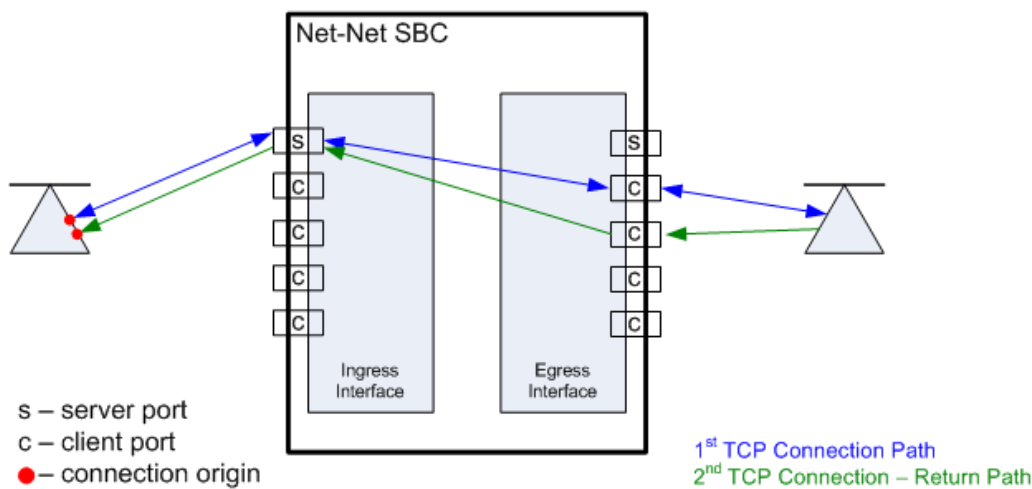 Net-Net SBC
s
s
c
c
c
c
c
c
c
c
Ingress
Interface
Egress
Interface
s – server port
c – client port
– connection origin
1st TCP Connection Path
2nd TCP Connection – Return Path